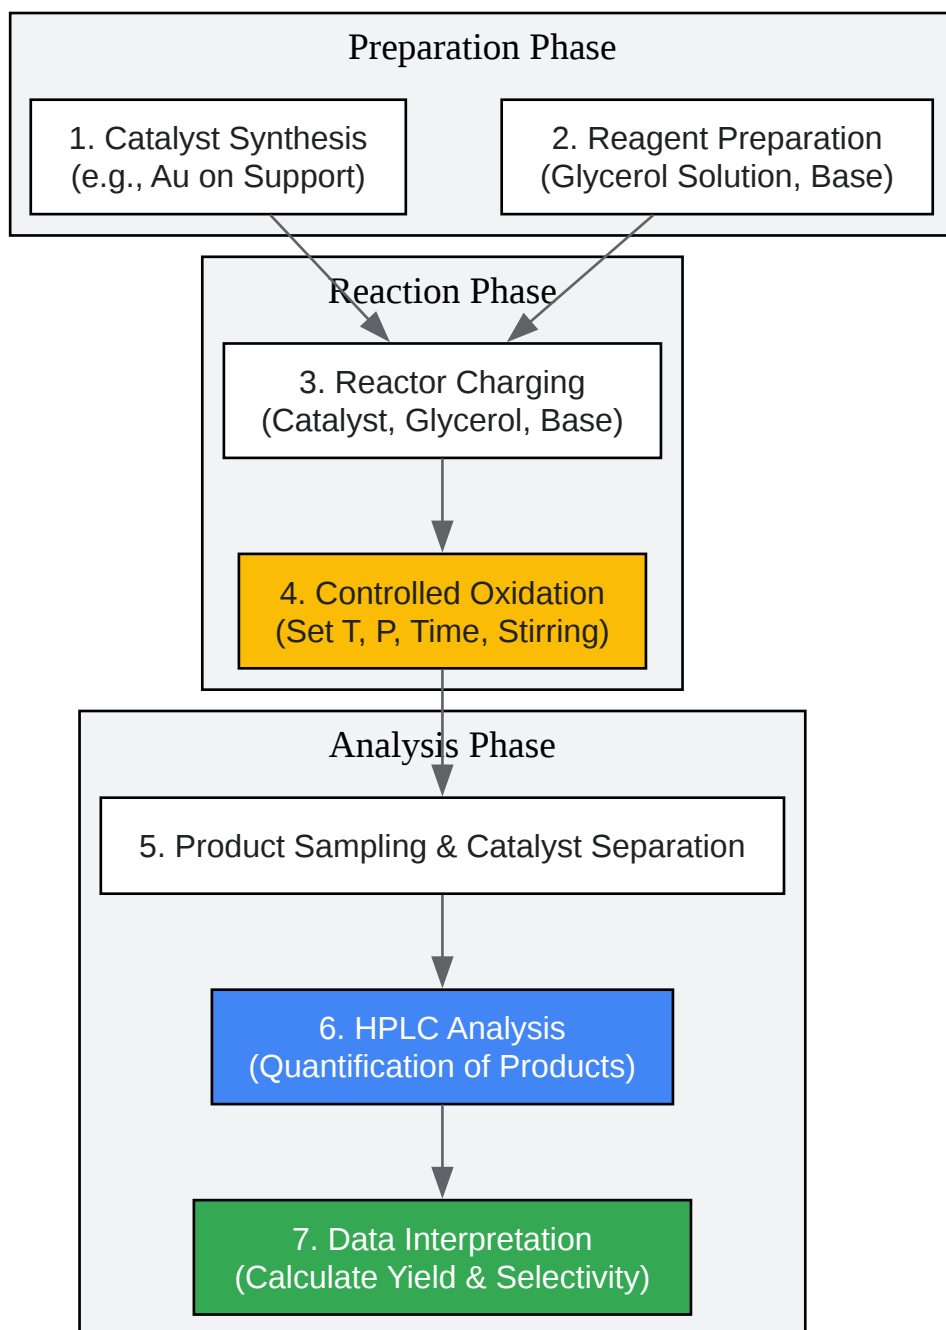 Preparation Phase
1. Catalyst Synthesis
(e.g., Au on Support)
2. Reagent Preparation
(Glycerol Solution, Base)
Reaction Phase
3. Reactor Charging
(Catalyst, Glycerol, Base)
4. Controlled Oxidation
(Set T, P, Time, Stirring)
Analysis Phase
5. Product Sampling & Catalyst Separation
6. HPLC Analysis
(Quantification of Products)
7. Data Interpretation
(Calculate Yield & Selectivity)